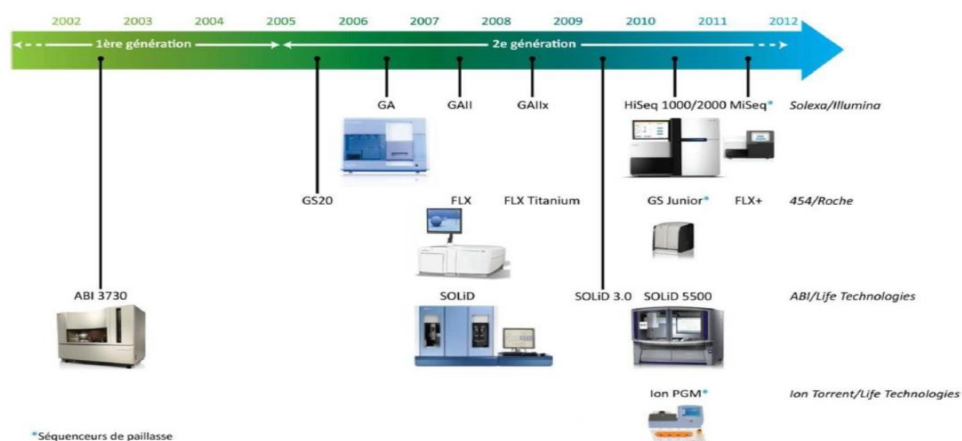 2002 2003 2004 2005 2006 2007 2008 2009 2010 2011 2012
1ère génération 2e génération
GA GAII GAIIx HiSeq 1000/2000 MiSeq* Solexa/Illumina
GS20 FLX FLX Titanium GS Junior* FLX+ 454/Roche
ABI 3730 SOLiD SOLiD 3.0 SOLiD 5500 ABI/Life Technologies
Ion PGM* Ion Torrent/Life Technologies
*Séquenceurs de paillasse